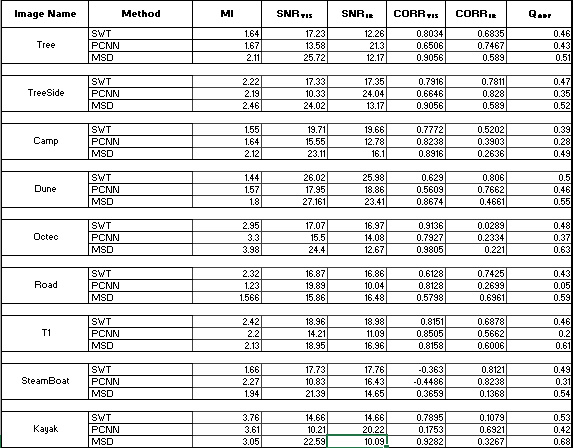 Image Name Method MI SNRVIS SNRIR CORRVIS CORRIR QABF
SWT 1.64 17.23 12.26 0.8034 0.6835 0.46
Tree PCNN 1.67 13.58 21.3 0.6506 0.7467 0.43
MSD 2.11 25.72 12.17 0.9056 0.589 0.51
SWT 2.22 17.33 17.35 0.7916 0.7811 0.47
TreeSide PCNN 2.19 10.33 24.04 0.6646 0.828 0.35
MSD 2.46 24.02 13.17 0.9056 0.589 0.52
SWT 1.55 19.71 19.66 0.7772 0.5202 0.39
Camp PCNN 1.64 15.55 12.78 0.8238 0.3903 0.28
MSD 2.12 23.11 16.1 0.8916 0.2636 0.49
SWT 1.44 26.02 25.98 0.629 0.806 0.5
Dune PCNN 1.57 17.95 18.86 0.5609 0.7662 0.46
MSD 1.8 27.161 23.41 0.8674 0.4661 0.55
SWT 2.95 17.07 16.97 0.9136 0.0289 0.48
Octec PCNN 3.3 15.5 14.08 0.7927 0.2334 0.37
MSD 3.98 24.4 12.67 0.9805 0.221 0.63
SWT 2.32 16.87 16.86 0.6128 0.7425 0.43
Road PCNN 1.23 19.89 10.04 0.8128 0.2699 0.05
MSD 1.566 15.86 16.48 0.5798 0.6961 0.59
SWT 2.42 18.96 18.98 0.8151 0.6878 0.46
T1 PCNN 2.2 14.21 11.09 0.8505 0.5662 0.2
MSD 2.13 18.95 16.96 0.8158 0.6006 0.61
SWT 1.66 17.73 17.76 -0.363 0.8121 0.49
SteamBoat PCNN 2.27 10.83 16.43 -0.4486 0.8238 0.31
MSD 1.94 21.39 14.65 0.3659 0.1368 0.54
SWT 3.76 14.66 14.66 0.7895 0.1079 0.53
Kayak PCNN 3.61 10.21 20.22 0.1753 0.6921 0.42
MSD 3.05 22.59 10.09 0.9282 0.3267 0.68